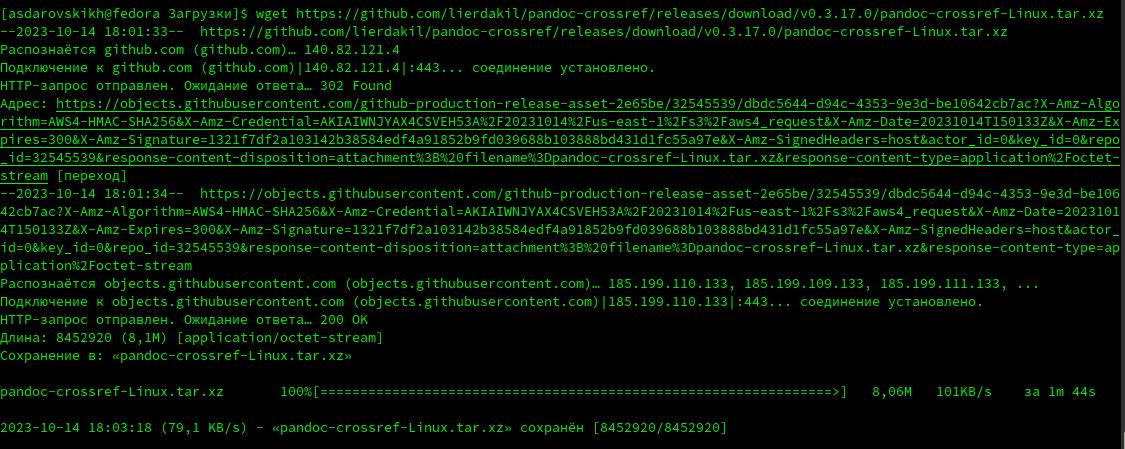 [asdarovskikh@fedora Загрузки]$ wget https://github.com/lierdakil/pandoc-crossref/releases/download/v0.3.17.0/pandoc-crossref-Linux.tar.xz
--2023-10-14 18:01:33--  https://github.com/lierdakil/pandoc-crossref/releases/download/v0.3.17.0/pandoc-crossref-Linux.tar.xz
Распознаётся github.com (github.com)… 140.82.121.4
Подключение к github.com (github.com)|140.82.121.4|:443... соединение установлено.
HTTP-запрос отправлен. Ожидание ответа… 302 Found
Адрес: https://objects.githubusercontent.com/github-production-release-asset-2e65be/32545539/dbdc5644-d94c-4353-9e3d-be10642cb7ac?X-Amz-Algo
rithm=AWS4-HMAC-SHA256&X-Amz-Credential=AKIAIWNJYAX4CSVEH53A%2F20231014%2Fus-east-1%2Fs3%2Faws4_request&X-Amz-Date=20231014T150133Z&X-Amz-Ex
pires=300&X-Amz-Signature=1321f7df2a103142b38584edf4a91852b9fd039688b103888bd431d1fc55a97e&X-Amz-SignedHeaders=host&actor_id=0&key_id=0&repo
_id=32545539&response-content-disposition=attachment%3B%20filename%3Dpandoc-crossref-Linux.tar.xz&response-content-type=application%2Foctet-
stream [переход]
--2023-10-14 18:01:34--  https://objects.githubusercontent.com/github-production-release-asset-2e65be/32545539/dbdc5644-d94c-4353-9e3d-be106
42cb7ac?X-Amz-Algorithm=AWS4-HMAC-SHA256&X-Amz-Credential=AKIAIWNJYAX4CSVEH53A%2F20231014%2Fus-east-1%2Fs3%2Faws4_request&X-Amz-Date=2023101
4T150133Z&X-Amz-Expires=300&X-Amz-Signature=1321f7df2a103142b38584edf4a91852b9fd039688b103888bd431d1fc55a97e&X-Amz-SignedHeaders=host&actor_
id=0&key_id=0&repo_id=32545539&response-content-disposition=attachment%3B%20filename%3Dpandoc-crossref-Linux.tar.xz&response-content-type=ap
plication%2Foctet-stream
Распознаётся objects.githubusercontent.com (objects.githubusercontent.com)… 185.199.110.133, 185.199.109.133, 185.199.111.133, ...
Подключение к objects.githubusercontent.com (objects.githubusercontent.com)|185.199.110.133|:443... соединение установлено.
HTTP-запрос отправлен. Ожидание ответа… 200 OK
Длина: 8452920 (8,1M) [application/octet-stream]
Сохранение в: «pandoc-crossref-Linux.tar.xz»
pandoc-crossref-Linux.tar.xz       100%[================================================================>]   8,06M   101KB/s    за 1m 44s
2023-10-14 18:03:18 (79,1 KB/s) - «pandoc-crossref-Linux.tar.xz» сохранён [8452920/8452920]